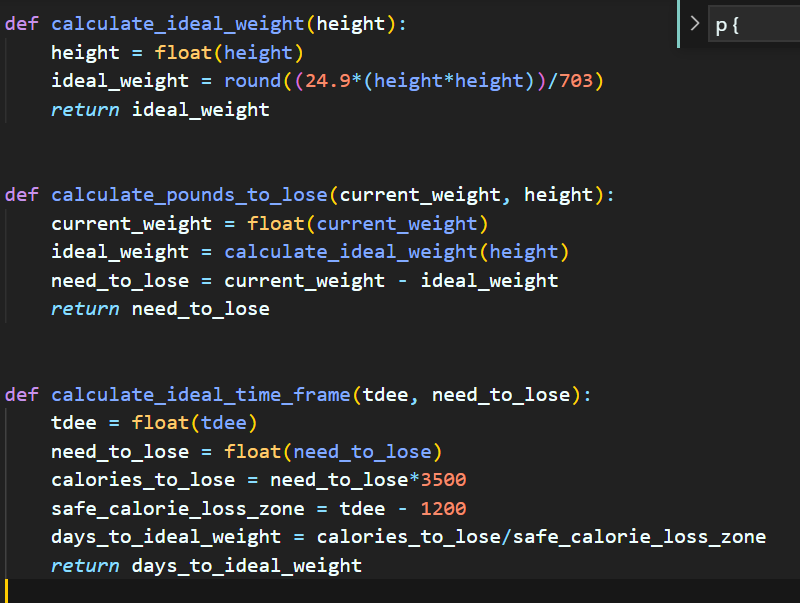 def calculate_ideal_weight(height):
    height = float(height)
    ideal_weight = round((24.9*(height*height))/703)
    return ideal_weight
def calculate_pounds_to_lose(current_weight, height):
    current_weight = float(current_weight)
    ideal_weight = calculate_ideal_weight(height)
    need_to_lose = current_weight - ideal_weight
    return need_to_lose
def calculate_ideal_time_frame(tdee, need_to_lose):
    tdee = float(tdee)
    need_to_lose = float(need_to_lose)
    calories_to_lose = need_to_lose*3500
    safe_calorie_loss_zone = tdee - 1200
    days_to_ideal_weight = calories_to_lose/safe_calorie_loss_zone
    return days_to_ideal_weight
p {